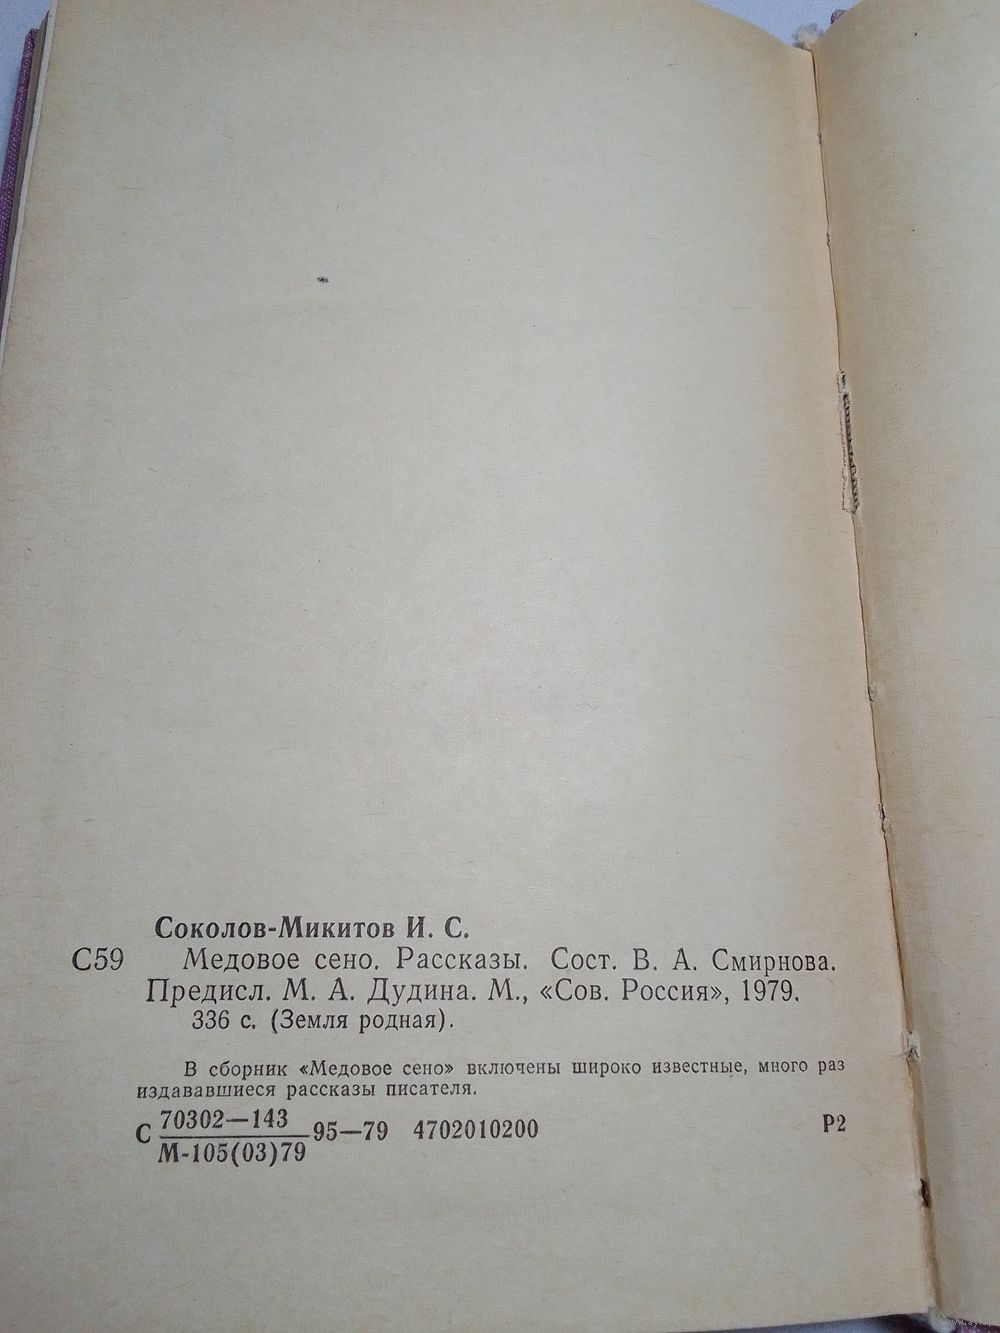 Соколов-Микитов И. С.
С59 Медовое сено. Рассказы. Сост. В. А. Смирнова.
Предисл. М. А. Дудина. М., «Сов. Россия», 1979.
336 с. (Земля родная).
В сборник «Медовое сено» включены широко известные, много раз
издававшиеся рассказы писателя.
70302—143
С 95—79 4702010200 Р2
М-105(03)79